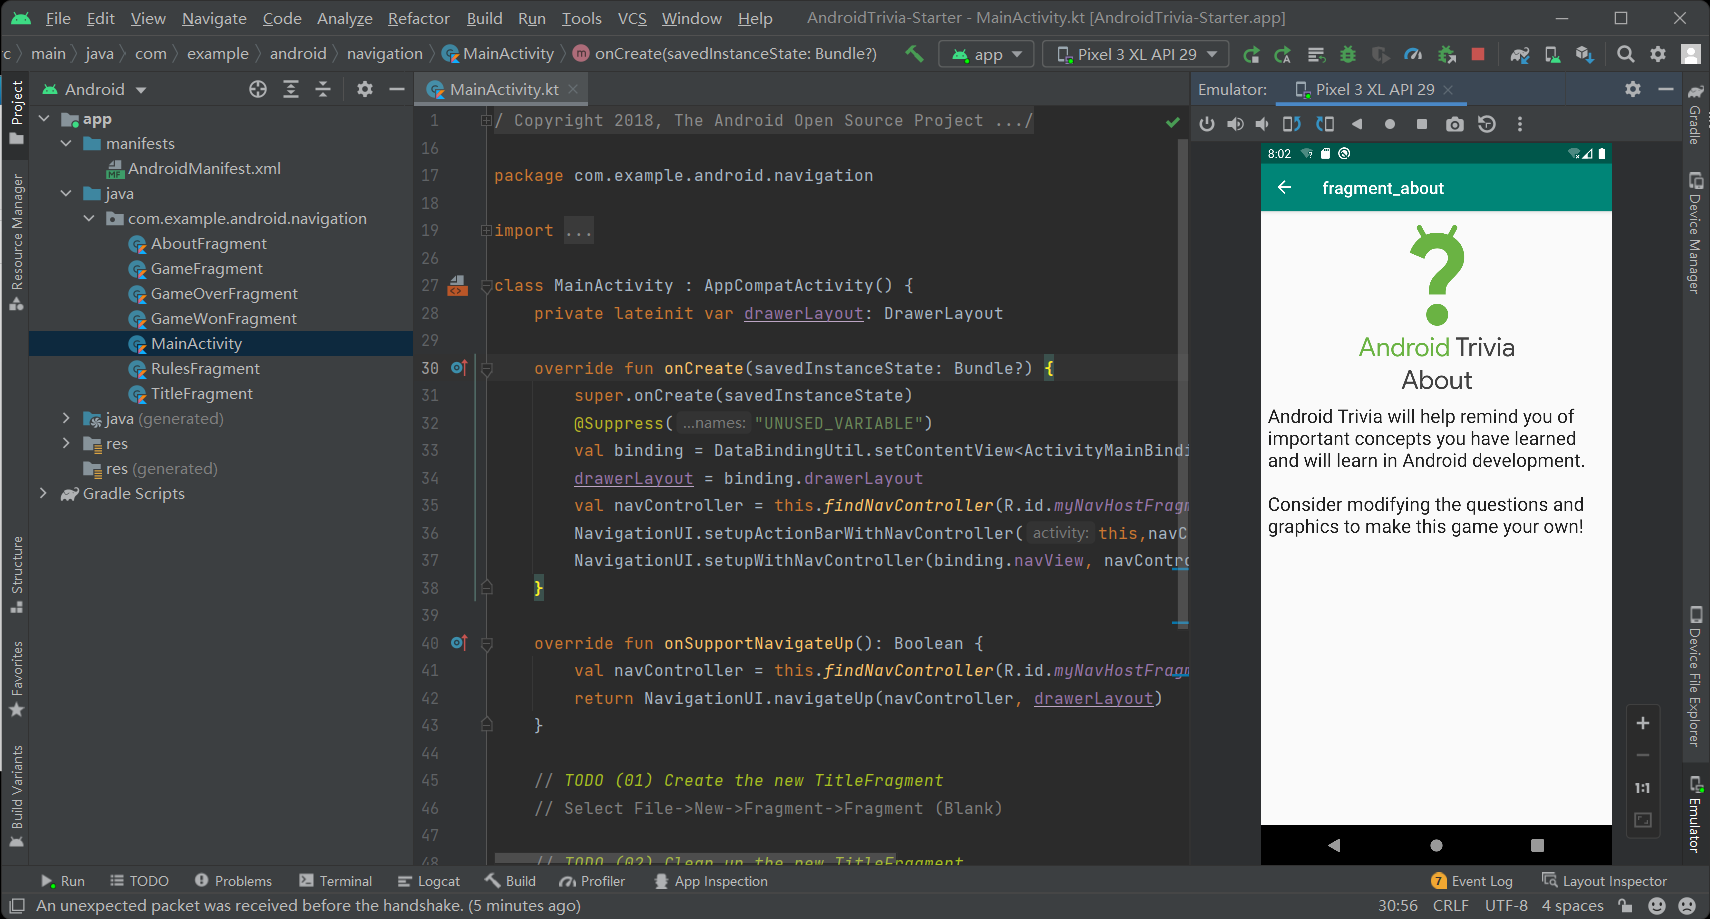 File Edit View Navigate Code Analyze Refactor Build Run Tools VCS Window Help AndroidTrivia-Starter - MainActivity.kt [AndroidTrivia-Starter.app]
rc main java com example android navigation MainActivity m onCreate(savedInstanceState: Bundle?) app Pixel 3 XL API 29
Project
Resource Manager
Structure
Favorites
Build Variants
Android
app
manifests
AndroidManifest.xml
java
com.example.android.navigation
AboutFragment
GameFragment
GameOverFragment
GameWonFragment
MainActivity
RulesFragment
TitleFragment
java (generated)
res
res (generated)
Gradle Scripts
MainActivity.kt
1 / Copyright 2018, The Android Open Source Project .../
16
17 package com.example.android.navigation
18
19 import ...
26
27 class MainActivity : AppCompatActivity() {
28 private lateinit var drawerLayout: DrawerLayout
29
30 override fun onCreate(savedInstanceState: Bundle?) {
31 super.onCreate(savedInstanceState)
32 @Suppress( ...names: "UNUSED_VARIABLE")
33 val binding = DataBindingUtil.setContentView<ActivityMainBindi
34 drawerLayout = binding.drawerLayout
35 val navController = this.findNavController(R.id.myNavHostFragm
36 NavigationUI.setupActionBarWithNavController( activity: this,navC
37 NavigationUI.setupWithNavController(binding.navView, navContro
38 }
39
40 override fun onSupportNavigateUp(): Boolean {
41 val navController = this.findNavController(R.id.myNavHostFragm
42 return NavigationUI.navigateUp(navController, drawerLayout)
43 }
44
45 // TODO (01) Create the new TitleFragment
46 // Select File->New->Fragment->Fragment (Blank)
47
48 // TODO (02) Clean up the new TitleFragment
Emulator: Pixel 3 XL API 29
8:02
fragment_about
Android Trivia
About
Android Trivia will help remind you of
important concepts you have learned
and will learn in Android development.
Consider modifying the questions and
graphics to make this game your own!
1:1
Gradle
Device Manager
Device File Explorer
Emulator
Run TODO Problems Terminal Logcat Build Profiler App Inspection 7 Event Log Layout Inspector
An unexpected packet was received before the handshake. (5 minutes ago) 30:56 CRLF UTF-8 4 spaces